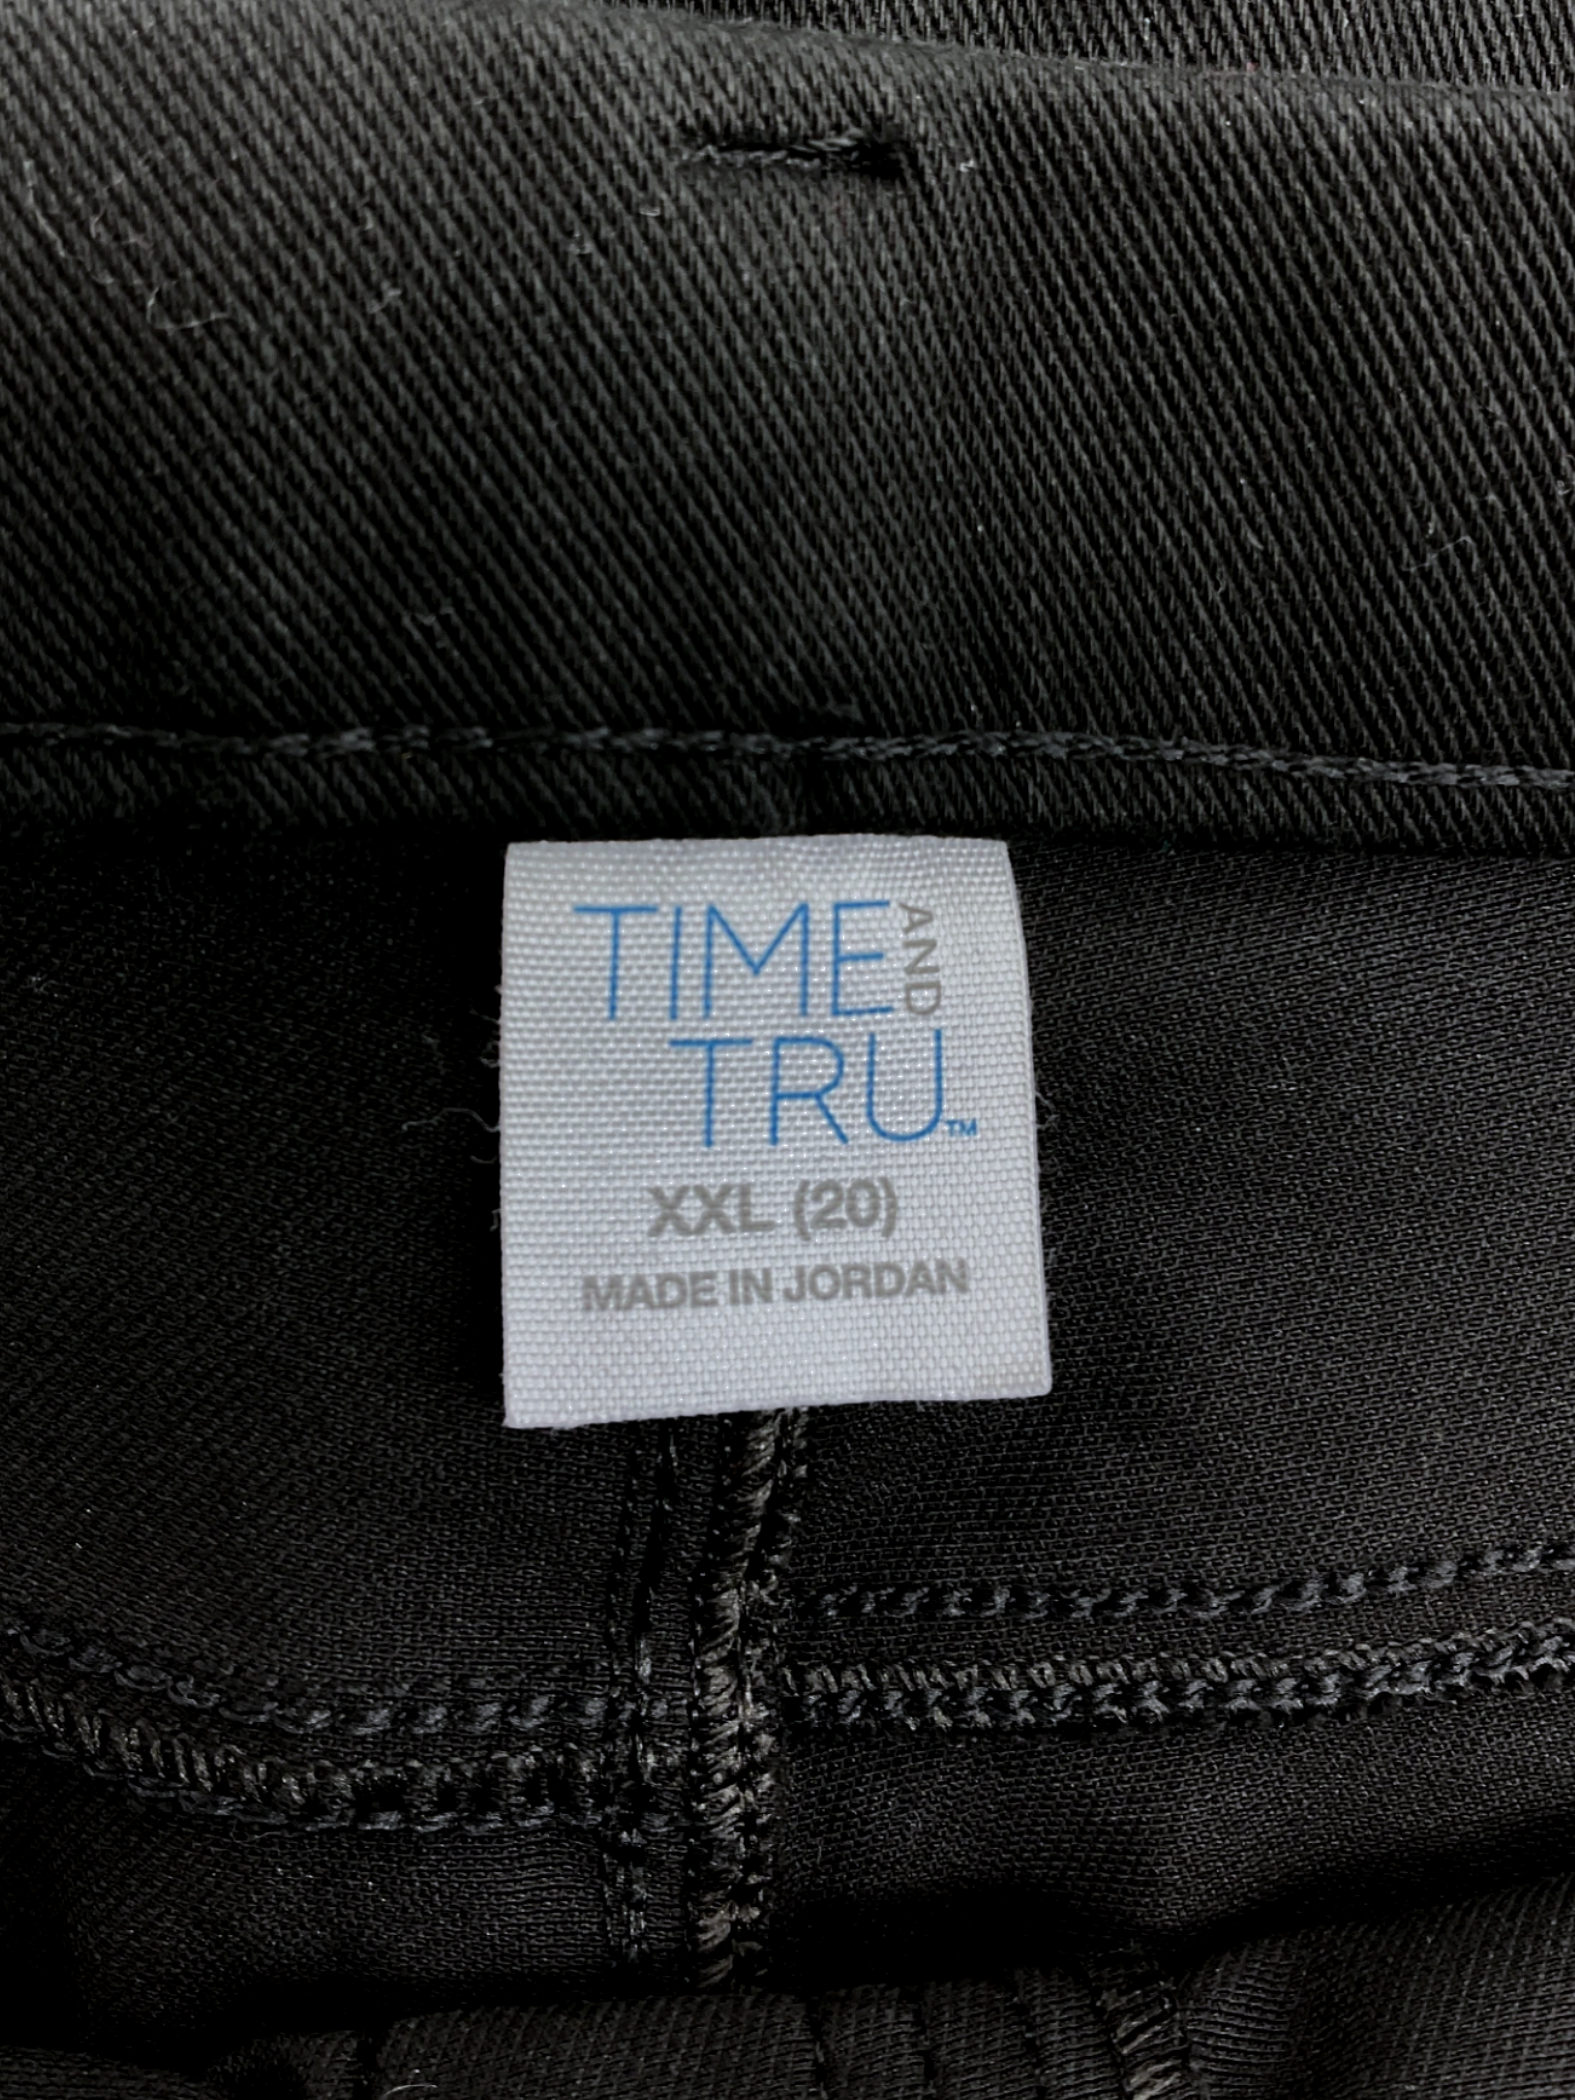 TIME AND
TRU™
XXL (20)
MADE IN JORDAN